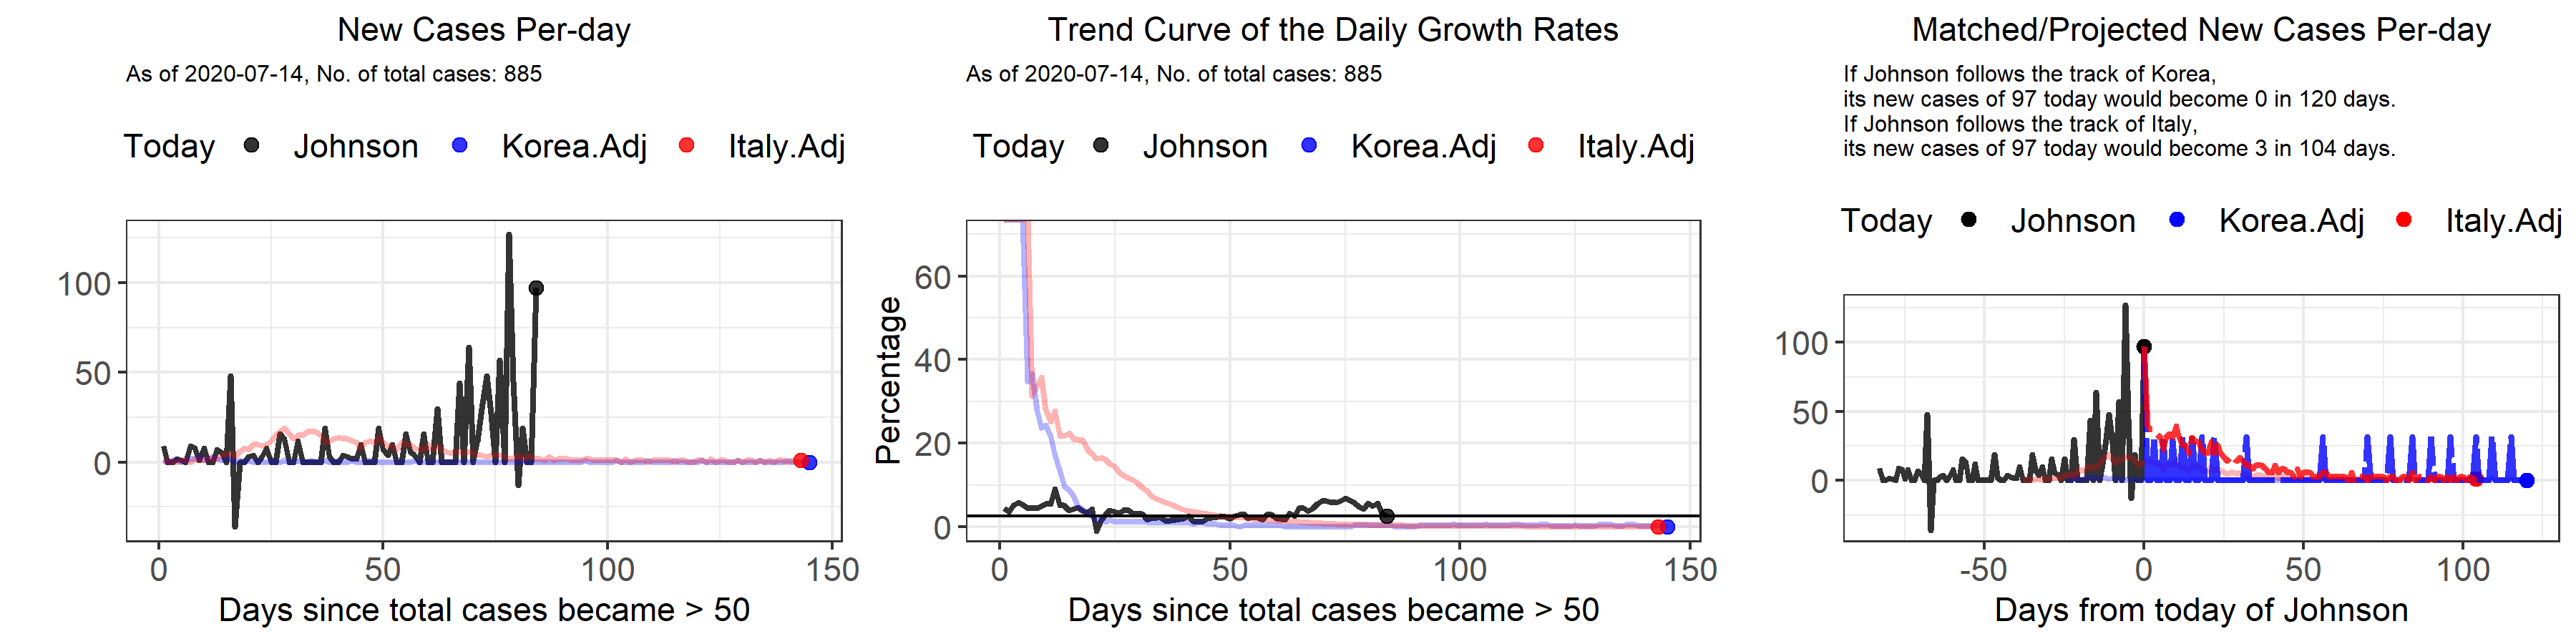 New Cases Per-day
As of 2020-07-14, No. of total cases: 885
Today Johnson Korea.Adj Italy.Adj
100
50
0
0 50 100 150
Days since total cases became > 50
Trend Curve of the Daily Growth Rates
As of 2020-07-14, No. of total cases: 885
Today Johnson Korea.Adj Italy.Adj
Percentage
60
40
20
0
0 50 100 150
Days since total cases became > 50
Matched/Projected New Cases Per-day
If Johnson follows the track of Korea,
its new cases of 97 today would become 0 in 120 days.
If Johnson follows the track of Italy,
its new cases of 97 today would become 3 in 104 days.
Today Johnson Korea.Adj Italy.Adj
100
50
0
-50 0 50 100
Days from today of Johnson